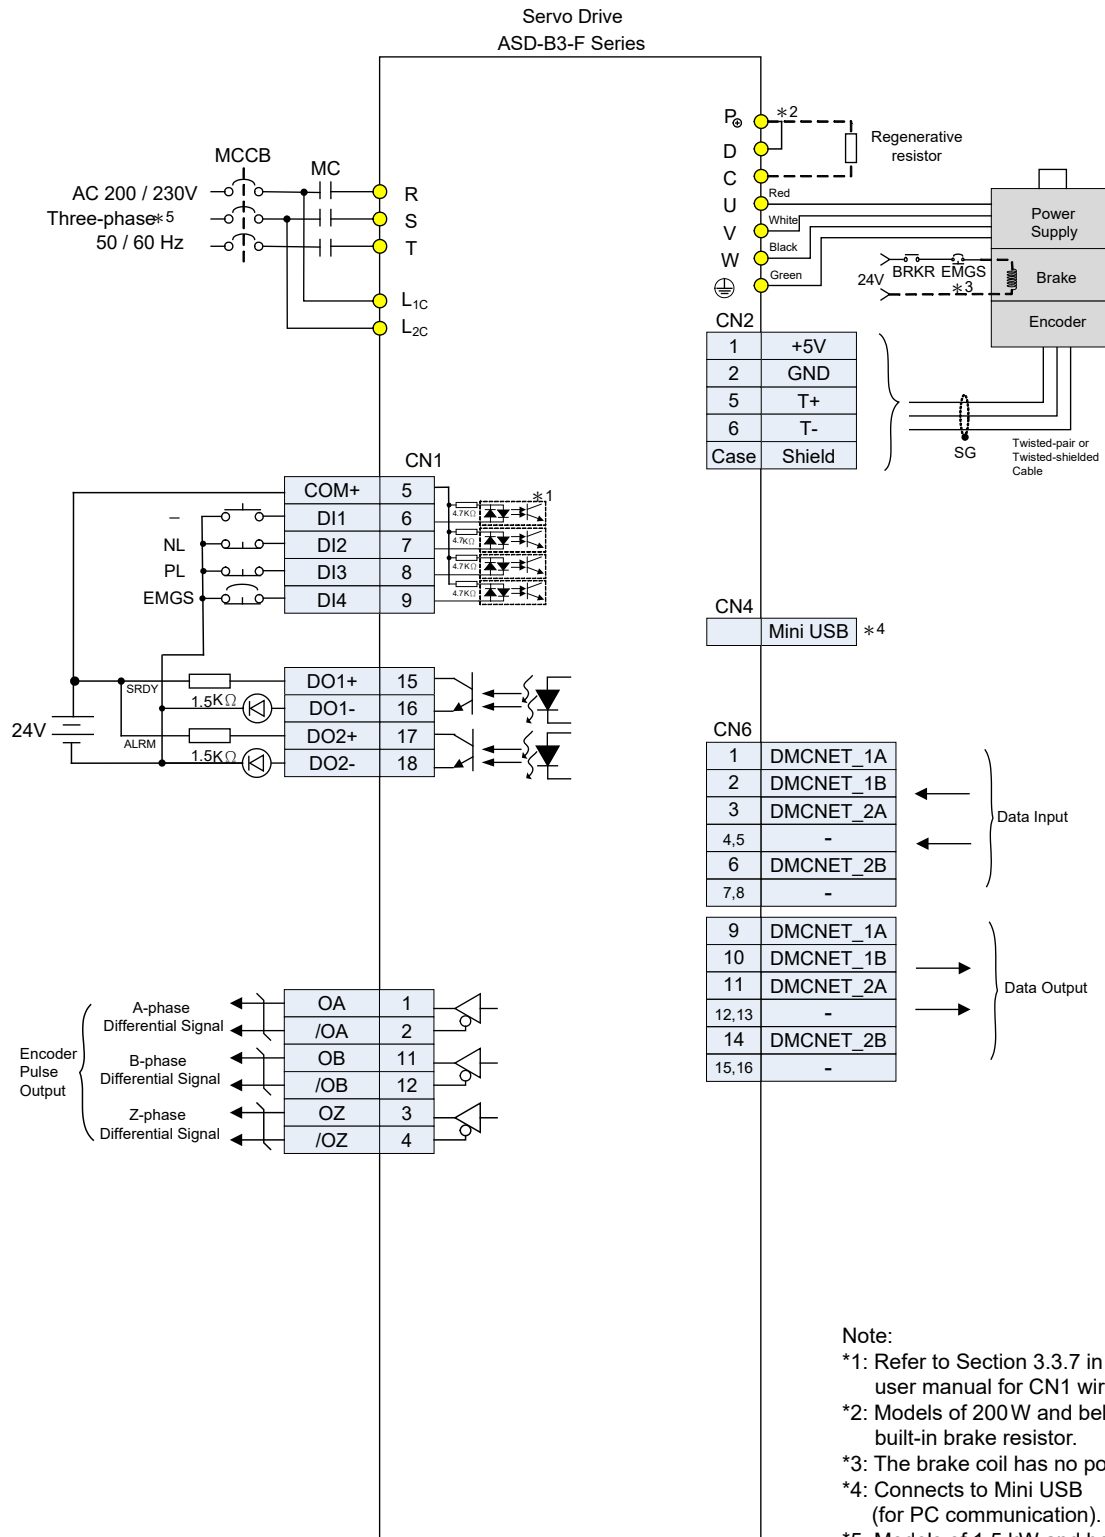 Servo Drive
ASD-B3-F Series
MCCB
MC
AC 200 / 230V
Three-phase*5
50 / 60 Hz
R
S
T
L1C
L2C
P⊕
*2
D
C
U
V
W
Regenerative
resistor
Red
White
Black
Green
Power
Supply
24V
BRKR
EMGS
*3
Brake
Encoder
CN2
1 +5V
2 GND
5 T+
6 T-
Case Shield
SG
Twisted-pair or
Twisted-shielded
Cable
CN1
COM+ 5
– DI1 6
NL DI2 7
PL DI3 8
EMGS DI4 9
*1
4.7KΩ
4.7KΩ
4.7KΩ
4.7KΩ
CN4
Mini USB *4
24V
SRDY
1.5KΩ
ALRM
1.5KΩ
DO1+ 15
DO1- 16
DO2+ 17
DO2- 18
CN6
1 DMCNET_1A
2 DMCNET_1B
3 DMCNET_2A
4,5 -
6 DMCNET_2B
7,8 -
Data Input
9 DMCNET_1A
10 DMCNET_1B
11 DMCNET_2A
12,13 -
14 DMCNET_2B
15,16 -
Data Output
Encoder
Pulse
Output
A-phase
Differential Signal
B-phase
Differential Signal
Z-phase
Differential Signal
OA 1
/OA 2
OB 11
/OB 12
OZ 3
/OZ 4
Note:
*1: Refer to Section 3.3.7 in
user manual for CN1
*2: Models of 200W and
built-in brake resistor.
*3: The brake coil has no
*4: Connects to Mini USB
(for PC communication).
*5: Models of 1.5 kW and